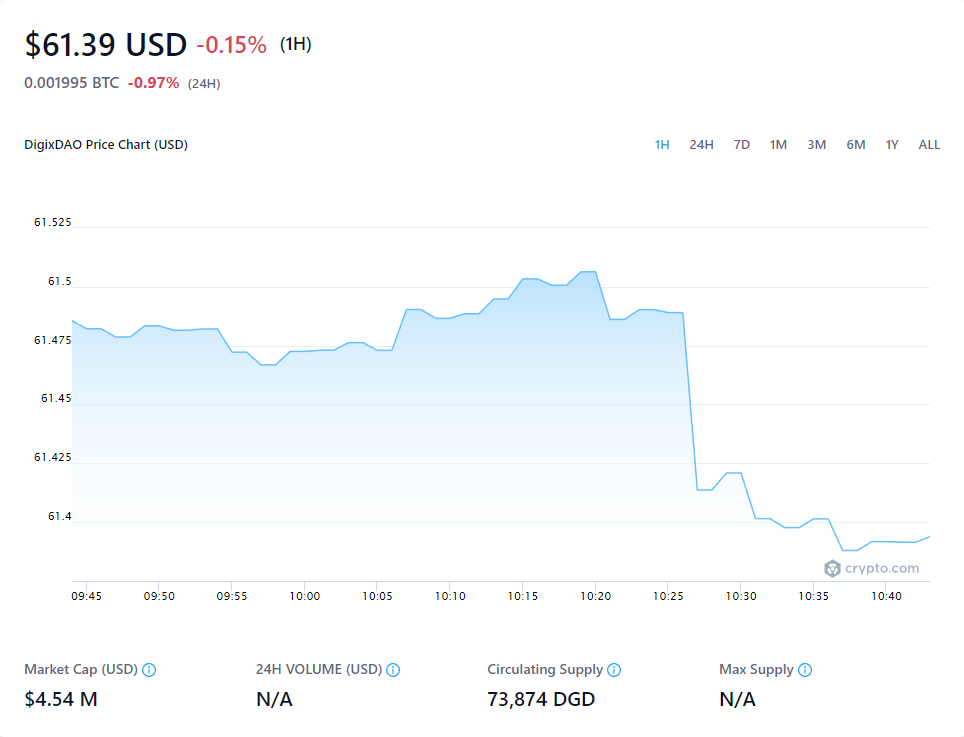 $61.39 USD -0.15% (1H)
0.001995 BTC -0.97% (24H)
DigixDAO Price Chart (USD) 1H 24H 7D 1M 3M 6M 1Y ALL
61.525
61.5
61.475
61.45
61.425
61.4
crypto.com
09:45 09:50 09:55 10:00 10:05 10:10 10:15 10:20 10:25 10:30 10:35 10:40
Market Cap (USD) 24H VOLUME (USD) Circulating Supply Max Supply
$4.54 M N/A 73,874 DGD N/A